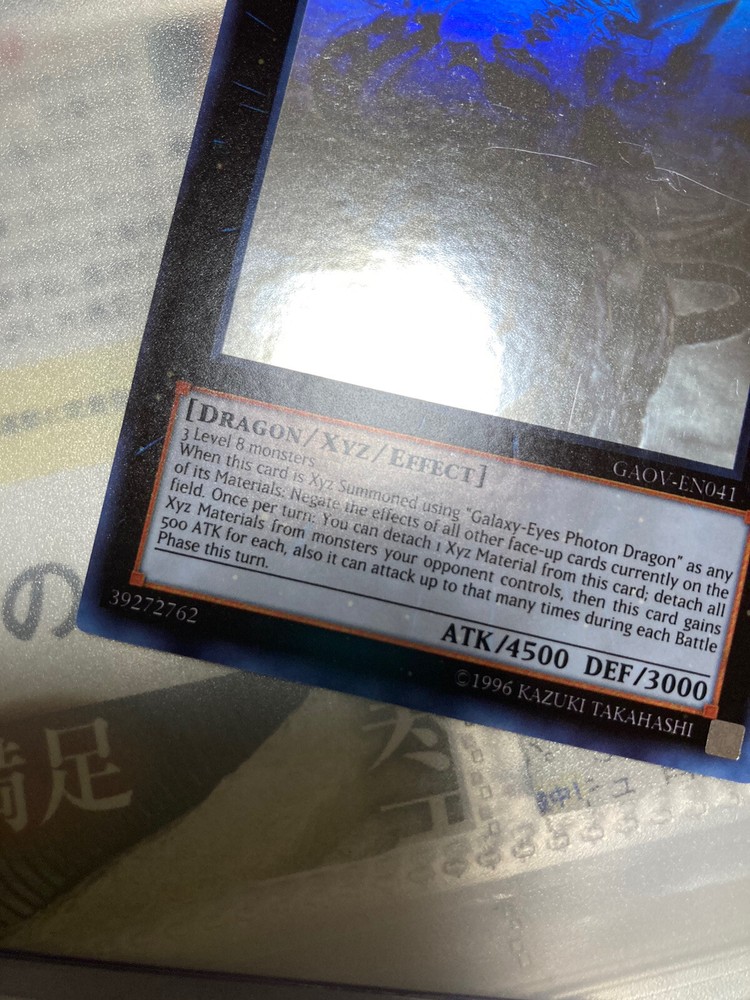 GAOV-EN041
[DRAGON/XYZ/EFFECT]
3 Level 8 monsters
When this card is Xyz Summoned using "Galaxy-Eyes Photon Dragon" as any
of its Materials: Negate the effects of all other face-up cards currently on the
field. Once per turn: You can detach 1 Xyz Material from this card; detach all
Xyz Materials from monsters your opponent controls, then this card gains
500 ATK for each, also it can attack up to that many times during each Battle
Phase this turn.
ATK/4500 DEF/3000
39272762
©1996 KAZUKI TAKAHASHI
の
足